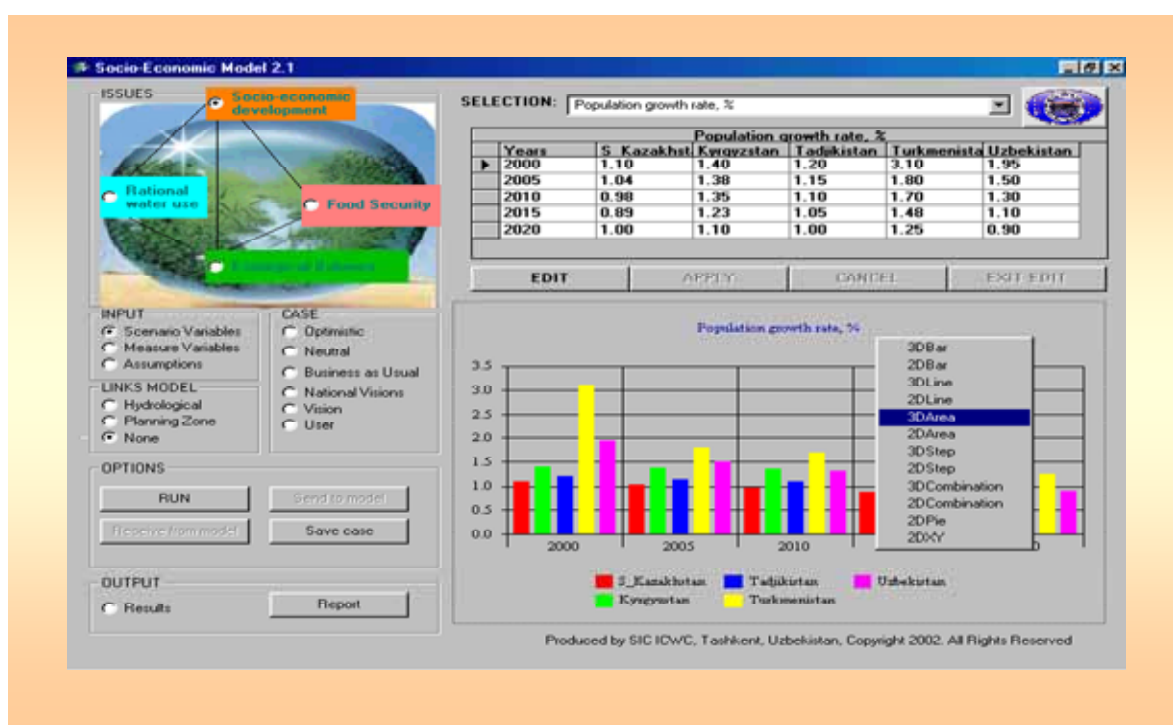 Socio-Economic Model 2.1
ISSUES
Socio-economic
development
Rational
water use
Food Security
SELECTION: Population growth rate, %
Population growth rate, %
Years S_Kazakhst Kyrgyzstan Tadjikistan Turkmenista Uzbekistan
2000 1.10 1.40 1.20 3.10 1.95
2005 1.04 1.38 1.15 1.80 1.50
2010 0.98 1.35 1.10 1.70 1.30
2015 0.89 1.23 1.05 1.48 1.10
2020 1.00 1.10 1.00 1.25 0.90
EDIT APPLY CANCEL EXIT EDIT
INPUT
Scenario Variables
Measure Variables
Assumptions
LINKS MODEL
Hydrological
Planning Zone
None
CASE
Optimistic
Neutral
Business as Usual
National Visions
Vision
User
OPTIONS
RUN Send to model
Receive from model Save case
OUTPUT
Results Report
Population growth rate, %
3.5
3.0
2.5
2.0
1.5
1.0
0.5
0.0
2000 2005 2010
3DBar
2DBar
3DLine
2DLine
3DArea
2DArea
3DStep
2DStep
3DCombination
2DCombination
2DPie
2DXY
S_Kazakhstan Tadjikistan Uzbekistan
Kyrgyzstan Turkmenistan
Produced by SIC ICWC, Tashkent, Uzbekistan, Copyright 2002. All Rights Reserved